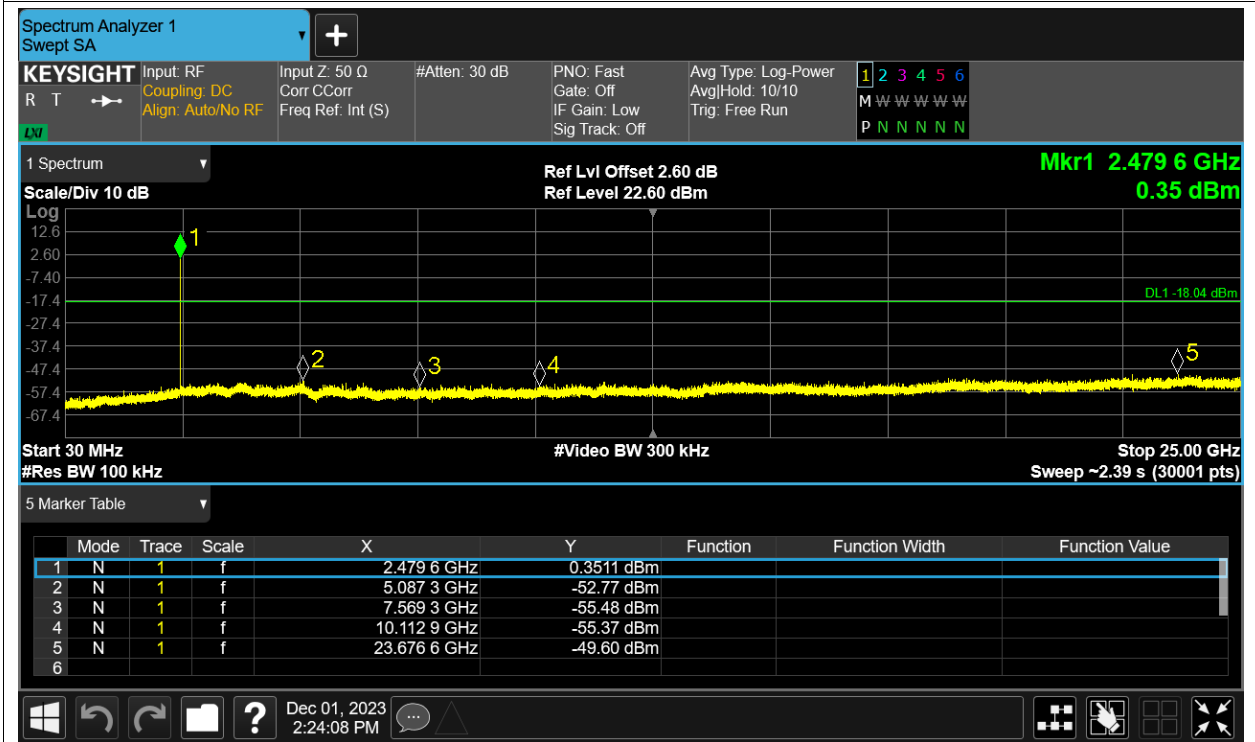 Spectrum Analyzer 1
Swept SA
KEYSIGHT
R T
LXI
Input: RF
Coupling: DC
Align: Auto/No RF
Input Z: 50 Ω
Corr CCorr
Freq Ref: Int (S)
#Atten: 30 dB
PNO: Fast
Gate: Off
IF Gain: Low
Sig Track: Off
Avg Type: Log-Power
Avg|Hold: 10/10
Trig: Free Run
1 2 3 4 5 6
M W W W W W
P N N N N N
1 Spectrum
Scale/Div 10 dB
Ref Lvl Offset 2.60 dB
Ref Level 22.60 dBm
Mkr1 2.479 6 GHz
0.35 dBm
Log
12.6
2.60
-7.40
-17.4
-27.4
-37.4
-47.4
-57.4
-67.4
1
2
3
4
5
DL1 -18.04 dBm
Start 30 MHz
#Res BW 100 kHz
#Video BW 300 kHz
Stop 25.00 GHz
Sweep ~2.39 s (30001 pts)
5 Marker Table
Mode Trace Scale X Y Function Function Width Function Value
1 N 1 f 2.479 6 GHz 0.3511 dBm
2 N 1 f 5.087 3 GHz -52.77 dBm
3 N 1 f 7.569 3 GHz -55.48 dBm
4 N 1 f 10.112 9 GHz -55.37 dBm
5 N 1 f 23.676 6 GHz -49.60 dBm
6
?
Dec 01, 2023
2:24:08 PM